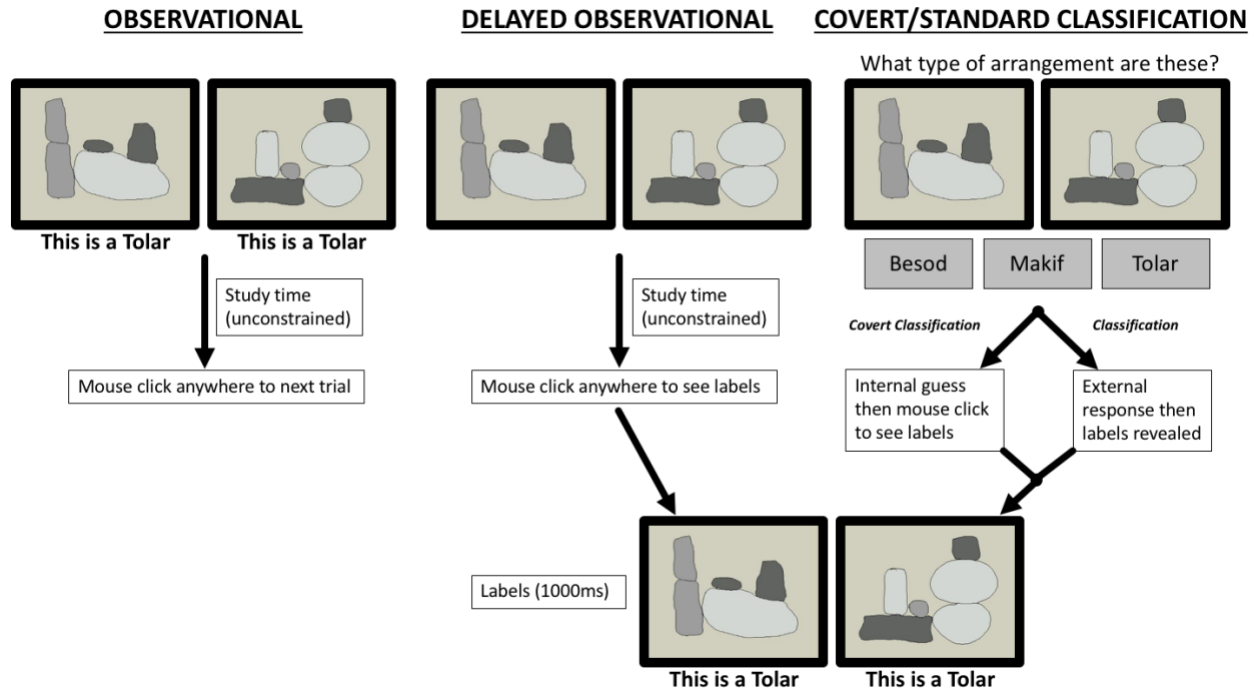 OBSERVATIONAL
This is a Tolar
This is a Tolar
Study time
(unconstrained)
Mouse click anywhere to next trial
DELAYED OBSERVATIONAL
Study time
(unconstrained)
Mouse click anywhere to see labels
COVERT/STANDARD CLASSIFICATION
What type of arrangement are these?
Besod
Makif
Tolar
Covert Classification
Classification
Internal guess
then mouse click
to see labels
External
response then
labels revealed
Labels (1000ms)
This is a Tolar
This is a Tolar